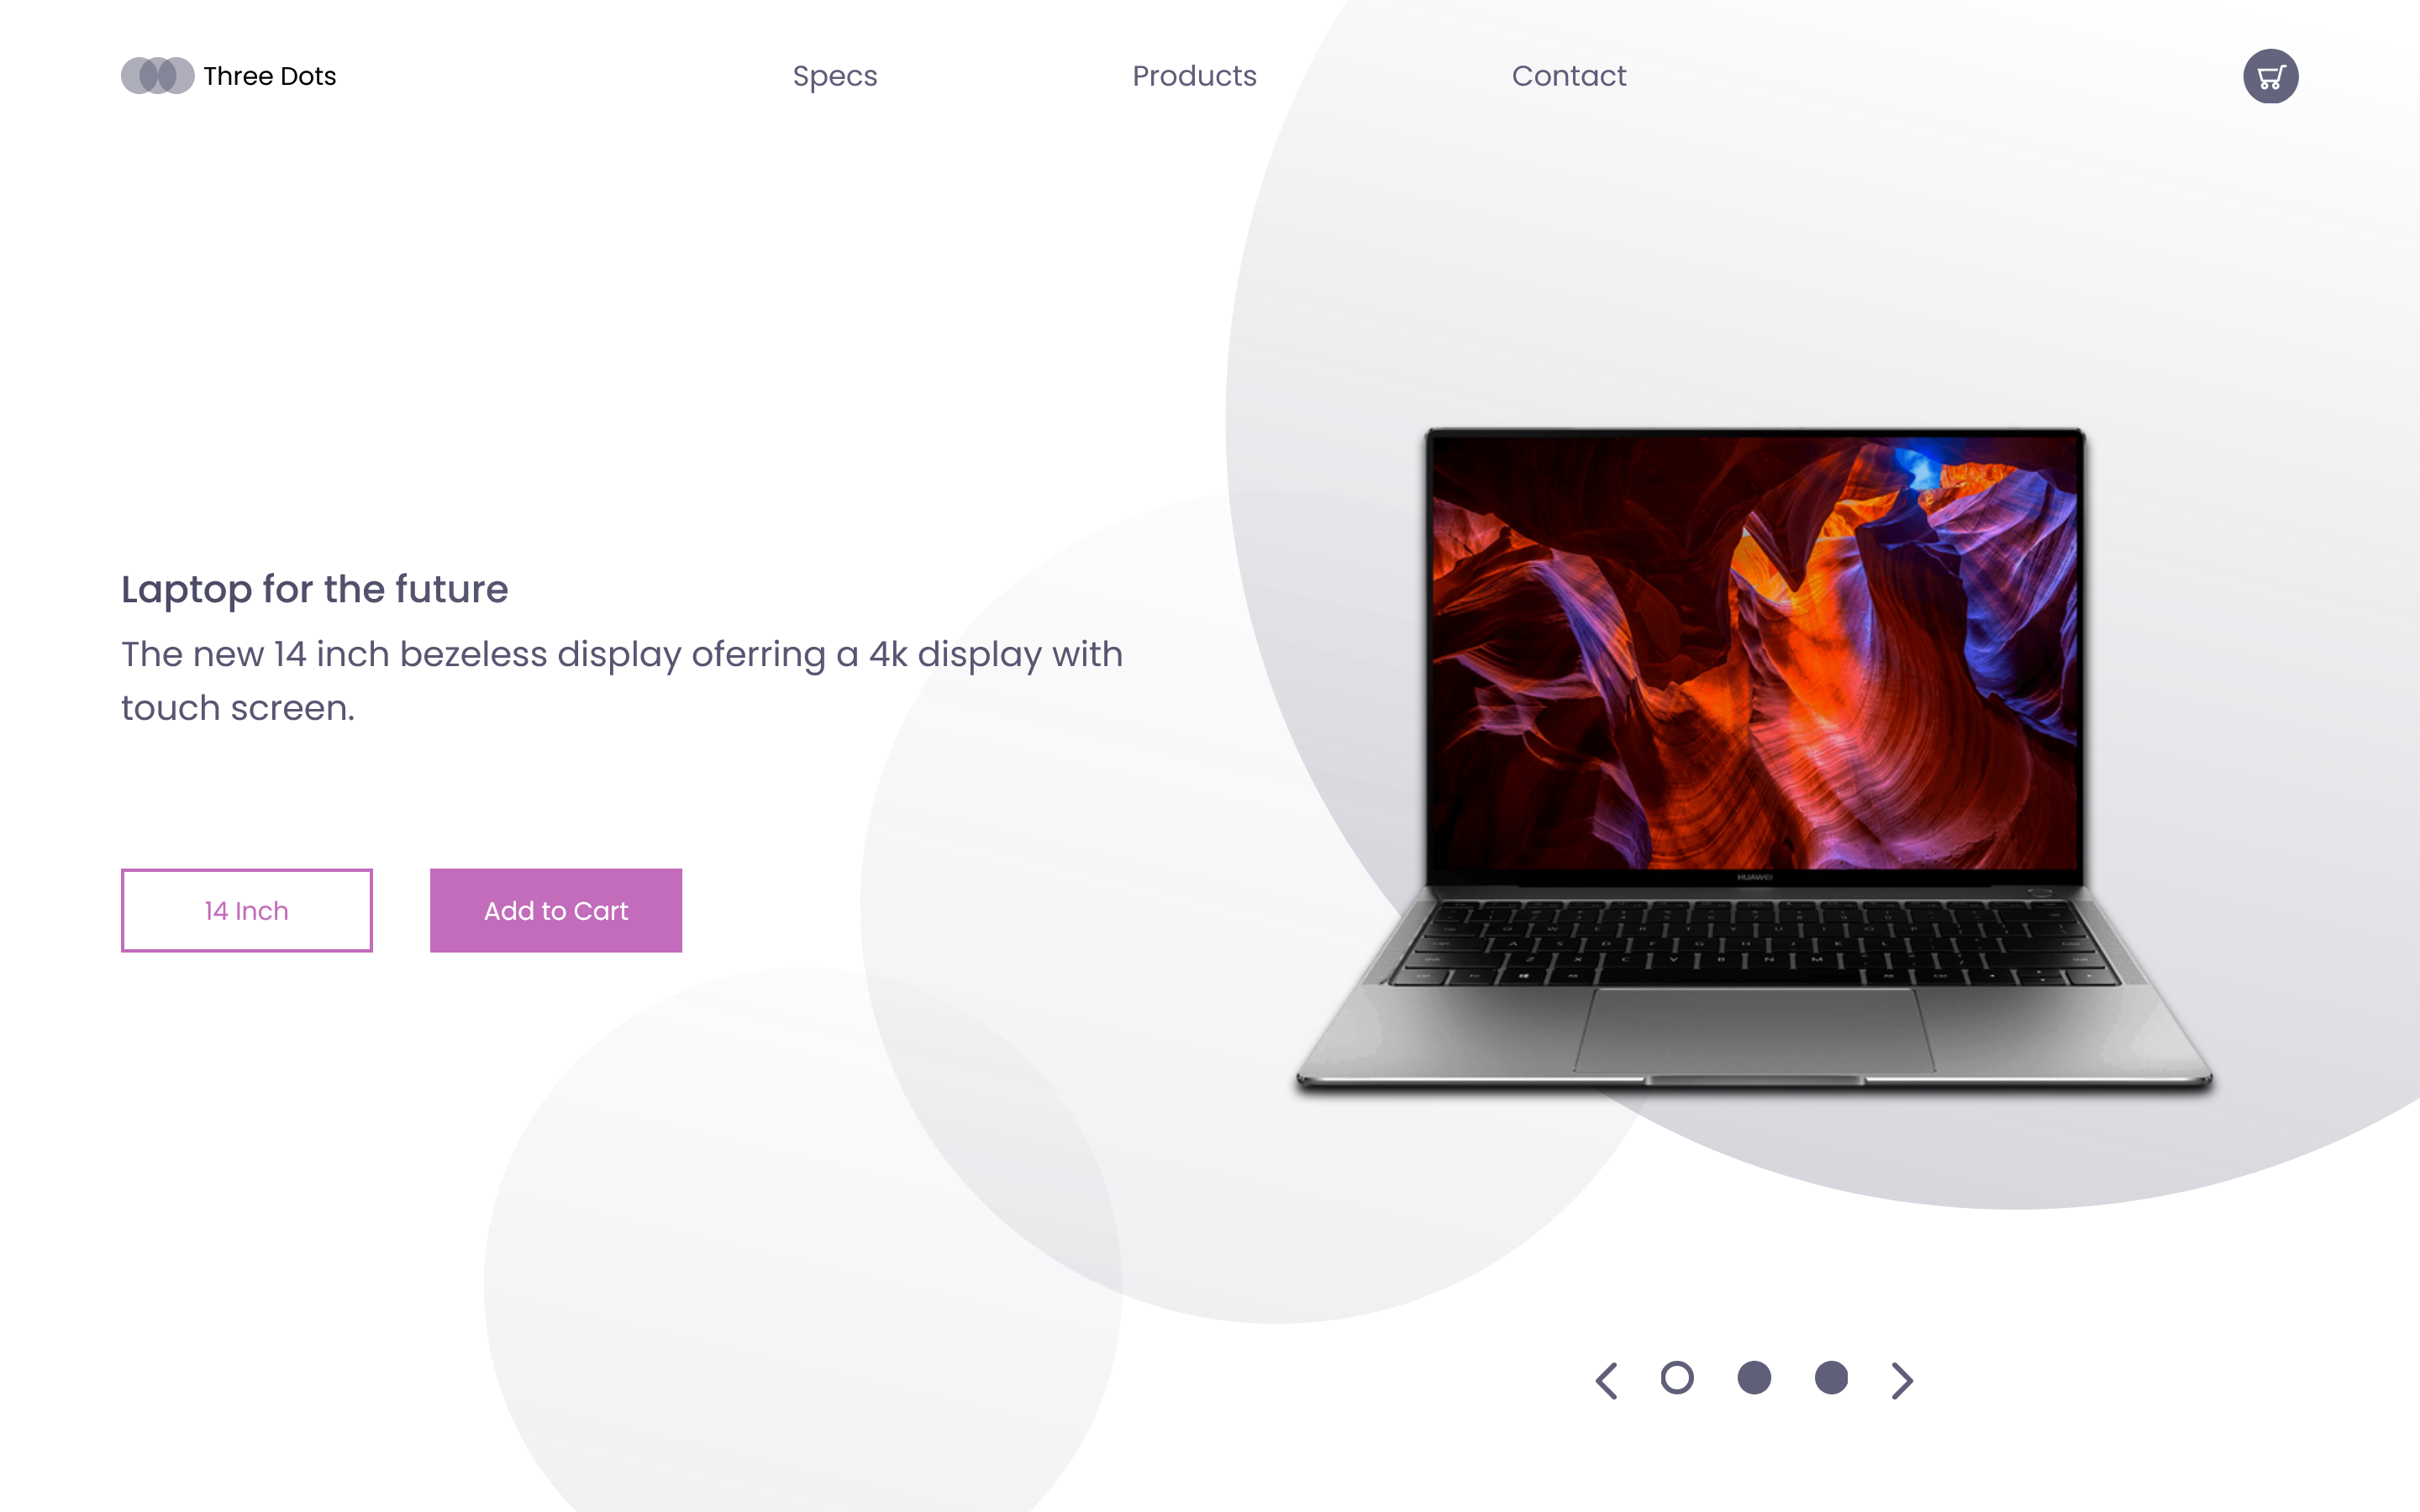 Three Dots
Specs
Products
Contact
Laptop for the future
The new 14 inch bezeless display oferring a 4k display with
touch screen.
14 Inch
Add to Cart
HUAWEI